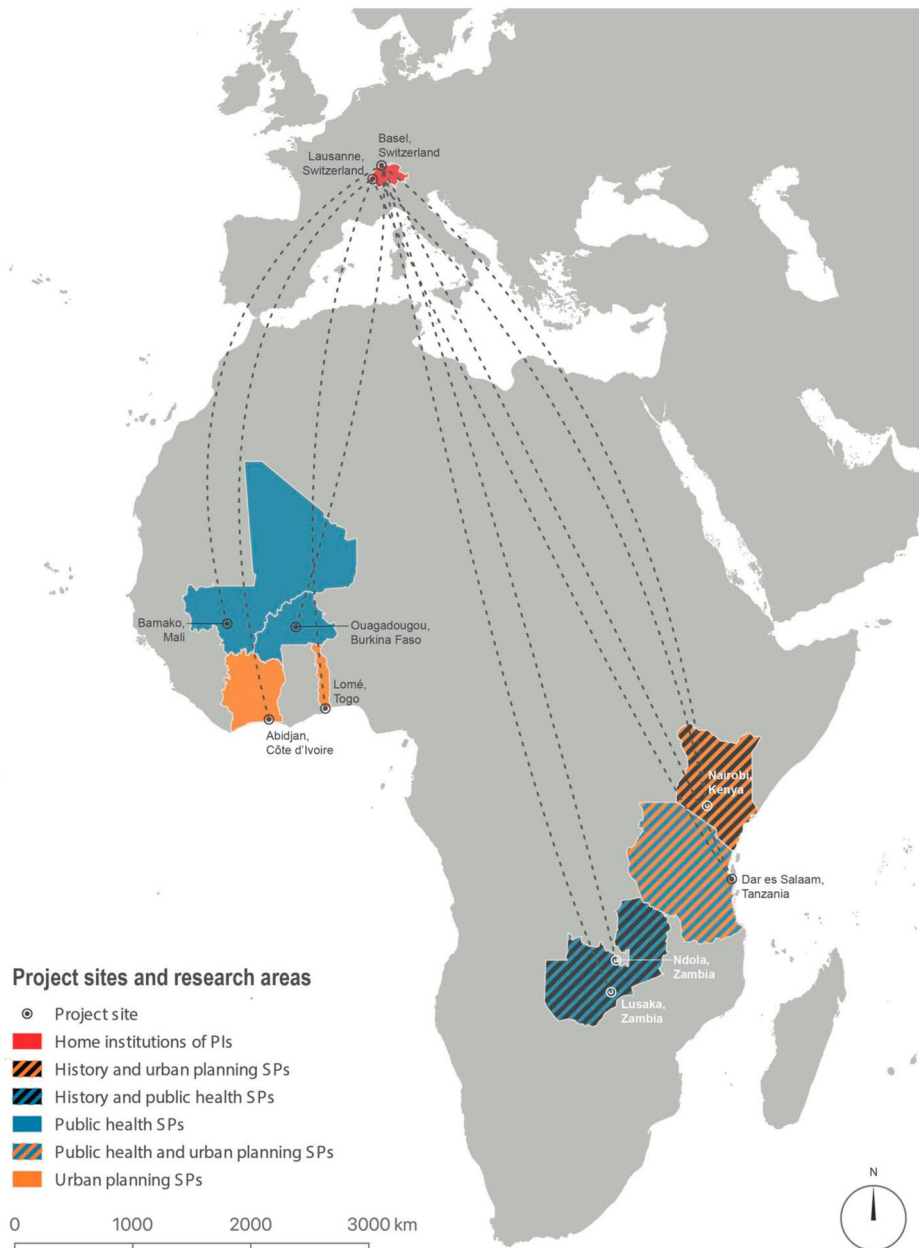 Basel,
Switzerland
Lausanne,
Switzerland
Bamako,
Mali
Ouagadougou,
Burkina Faso
Lomé,
Togo
Abidjan,
Côte d'Ivoire
Nairobi,
Kenya
Dar es Salaam,
Tanzania
Ndola,
Zambia
Lusaka,
Zambia
Project sites and research areas
Project site
Home institutions of PIs
History and urban planning SPs
History and public health SPs
Public health SPs
Public health and urban planning SPs
Urban planning SPs
0 1000 2000 3000 km
N